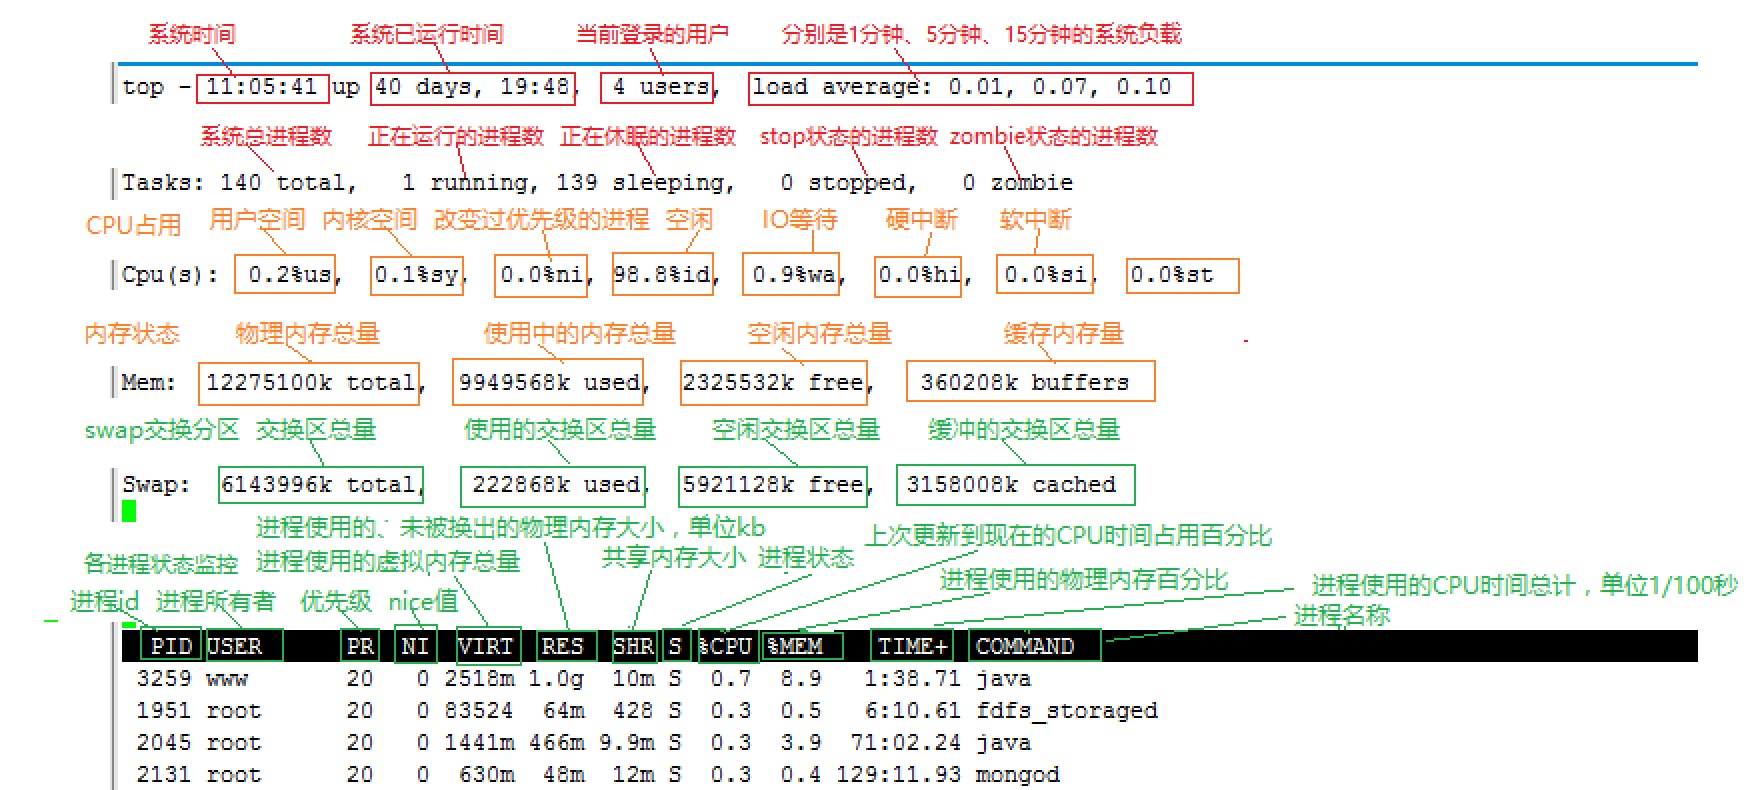 系统时间 系统已运行时间 当前登录的用户 分别是1分钟、5分钟、15分钟的系统负载
top - 11:05:41 up 40 days, 19:48, 4 users, load average: 0.01, 0.07, 0.10
系统总进程数 正在运行的进程数 正在休眠的进程数 stop状态的进程数 zombie状态的进程数
Tasks: 140 total, 1 running, 139 sleeping, 0 stopped, 0 zombie
CPU占用 用户空间 内核空间 改变过优先级的进程 空闲 IO等待 硬中断 软中断
Cpu(s): 0.2%us, 0.1%sy, 0.0%ni, 98.8%id, 0.9%wa, 0.0%hi, 0.0%si, 0.0%st
内存状态 物理内存总量 使用中的内存总量 空闲内存总量 缓存内存量
Mem: 12275100k total, 9949568k used, 2325532k free, 360208k buffers
swap交换分区 交换区总量 使用的交换区总量 空闲交换区总量 缓冲的交换区总量
Swap: 6143996k total, 222868k used, 5921128k free, 3158008k cached
进程使用的、未被换出的物理内存大小，单位kb 上次更新到现在的CPU时间占用百分比
各进程状态监控 进程使用的虚拟内存总量 共享内存大小 进程状态
进程使用的物理内存百分比 进程使用的CPU时间总计，单位1/100秒
进程id 进程所有者 优先级 nice值 进程名称
PID USER PR NI VIRT RES SHR S %CPU %MEM TIME+ COMMAND
3259 www 20 0 2518m 1.0g 10m S 0.7 8.9 1:38.71 java
1951 root 20 0 83524 64m 428 S 0.3 0.5 6:10.61 fdfs_storaged
2045 root 20 0 1441m 466m 9.9m S 0.3 3.9 71:02.24 java
2131 root 20 0 630m 48m 12m S 0.3 0.4 129:11.93 mongod